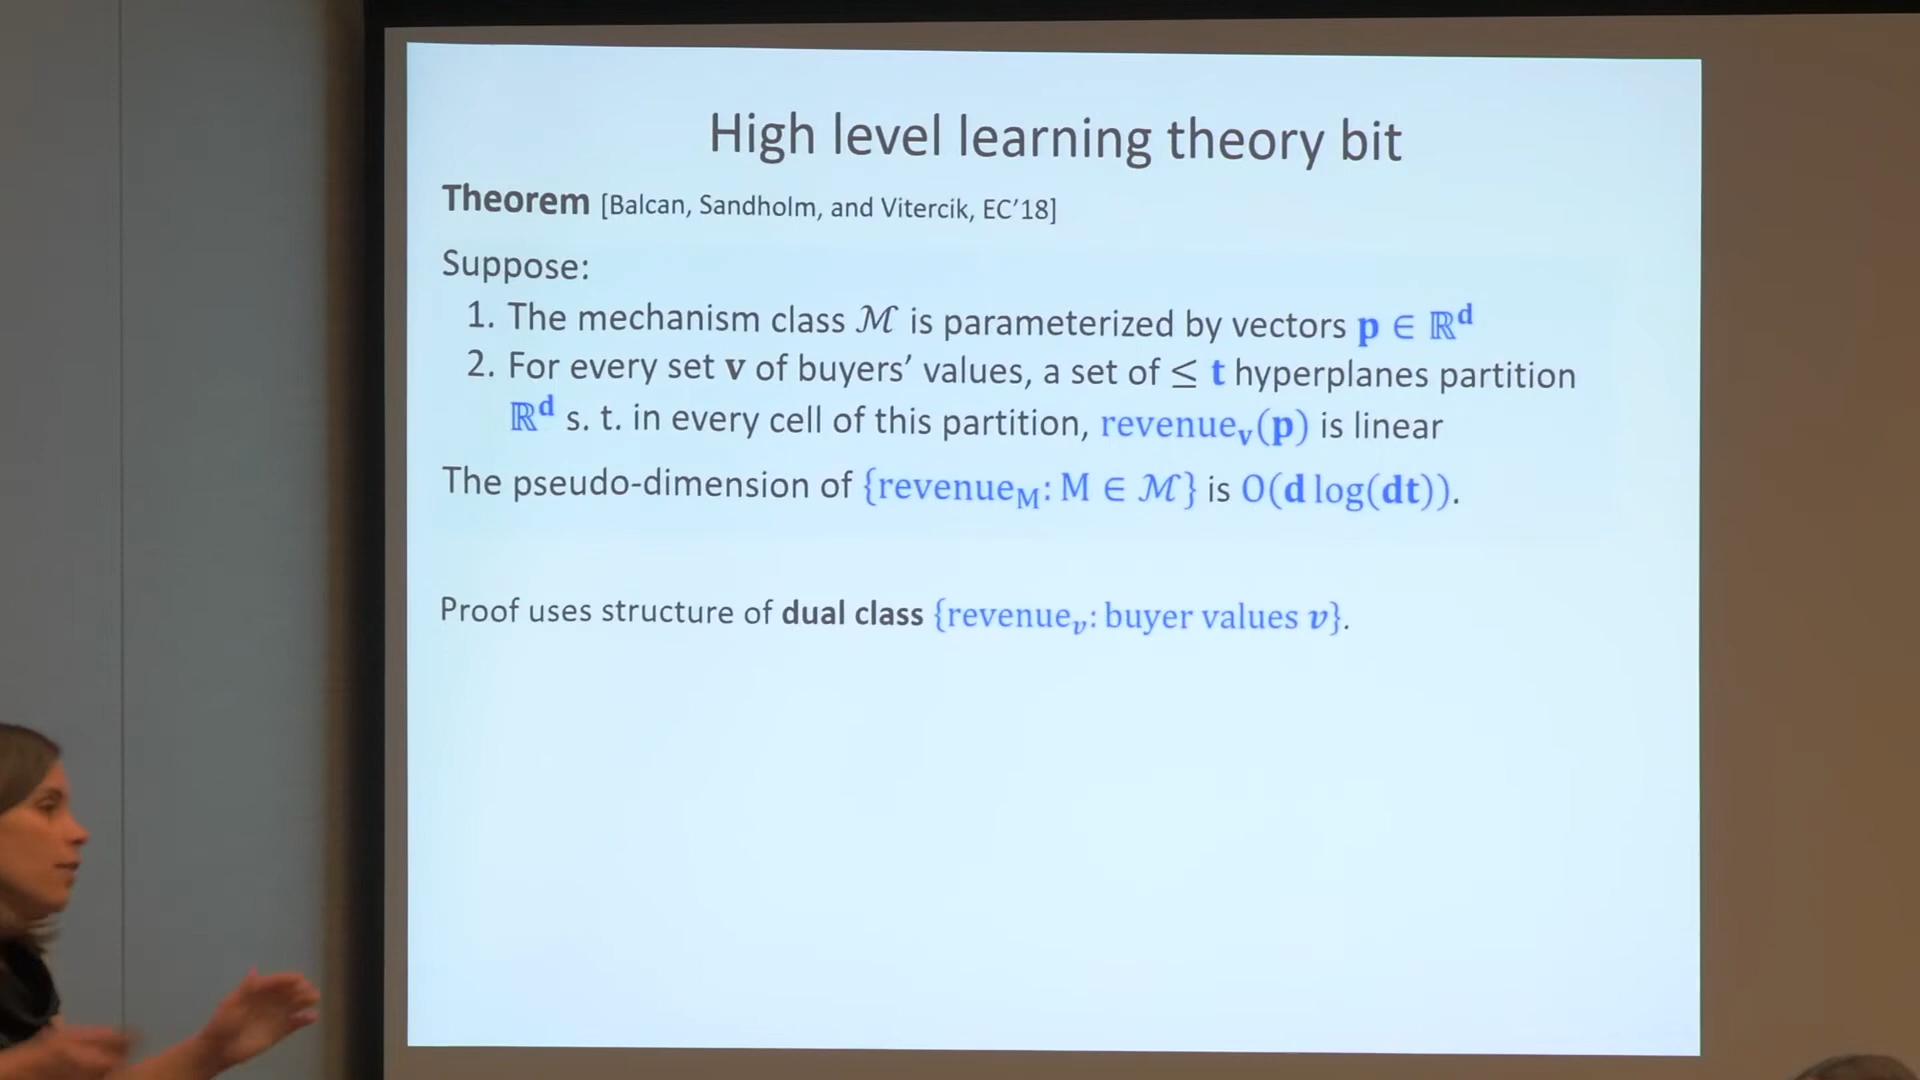 High level learning theory bit
Theorem [Balcan, Sandholm, and Vitercik, EC’18]
Suppose:
1. The mechanism class ℳ is parameterized by vectors 𝐩 ∈ ℝᵈ
2. For every set 𝐯 of buyers’ values, a set of ≤ 𝐭 hyperplanes partition
ℝᵈ s. t. in every cell of this partition, revenueᵥ(𝐩) is linear
The pseudo-dimension of {revenue_M: M ∈ ℳ} is O(𝐝 log(𝐝𝐭)).
Proof uses structure of dual class {revenueᵥ: buyer values 𝒗}.